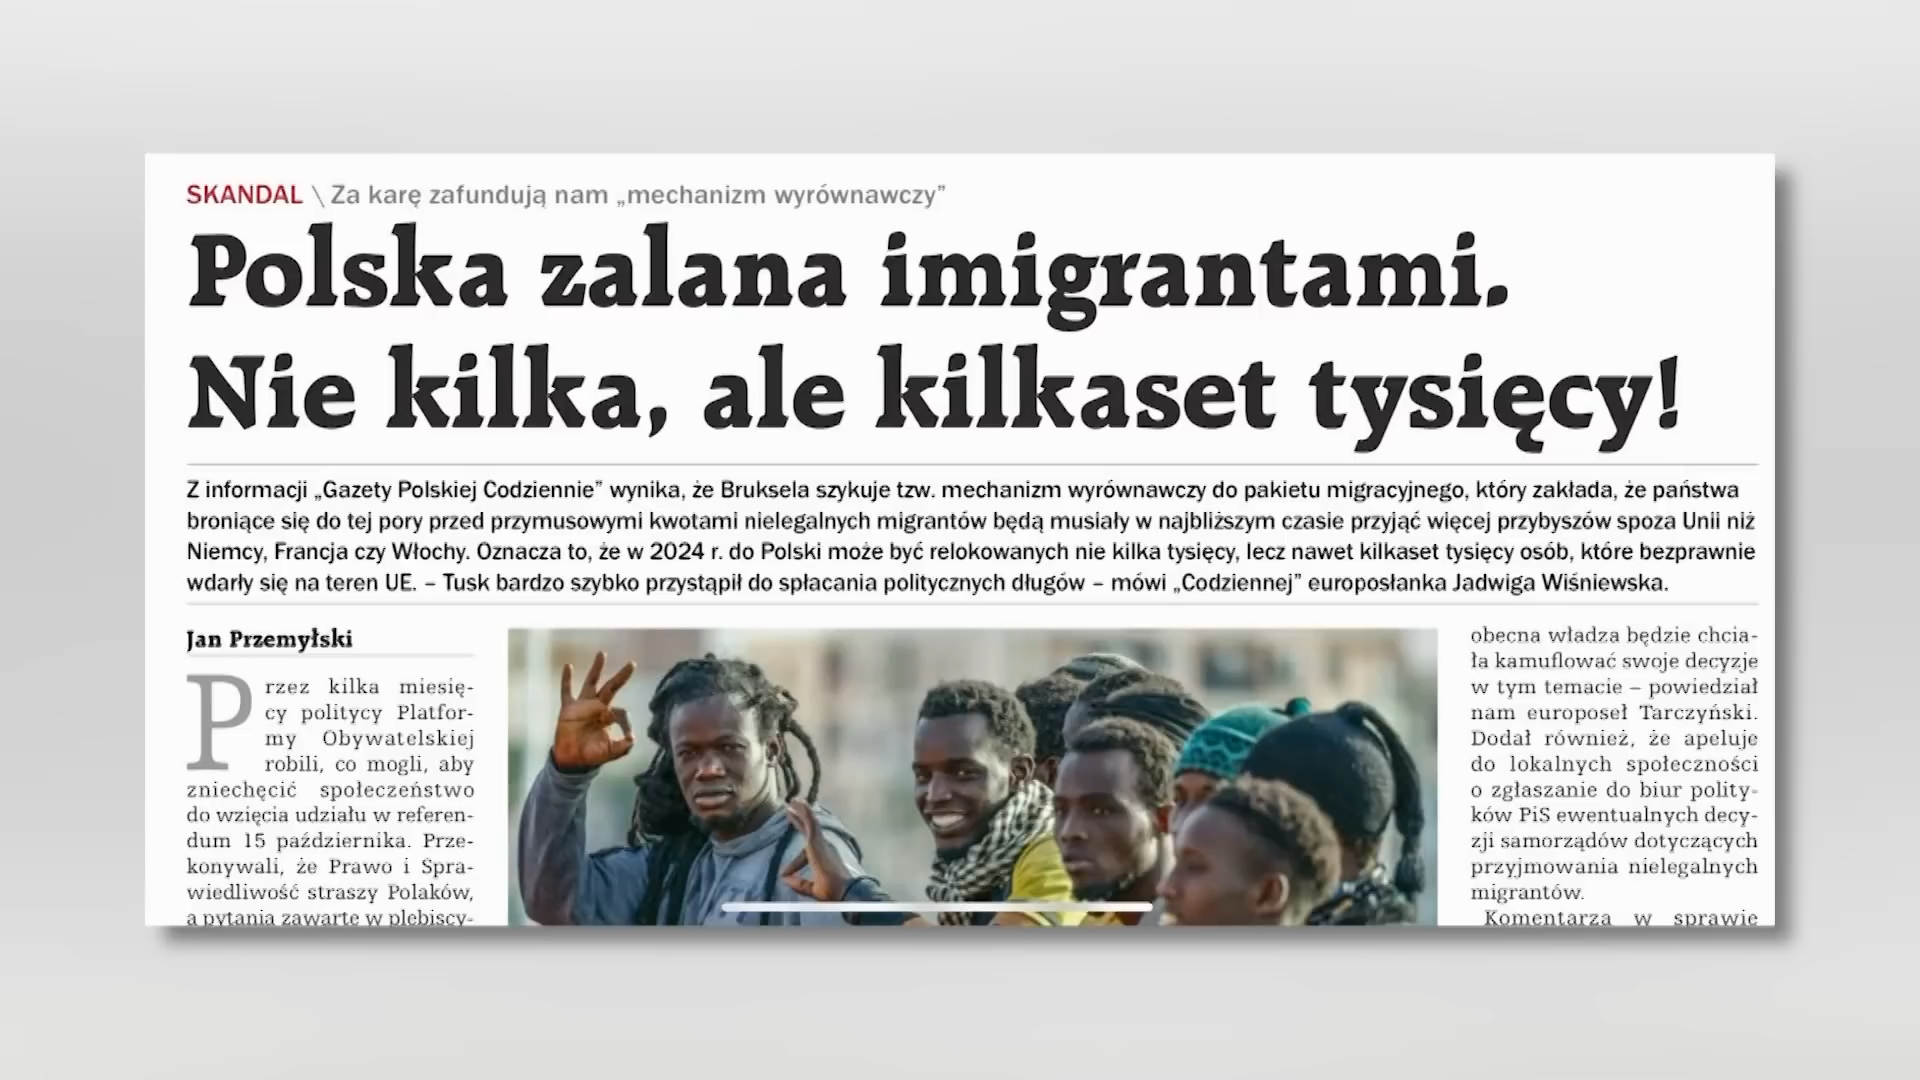 SKANDAL \ Za karę zafundują nam „mechanizm wyrównawczy”
Polska zalana imigrantami.
Nie kilka, ale kilkaset tysięcy!
Z informacji „Gazety Polskiej Codziennie” wynika, że Bruksela szykuje tzw. mechanizm wyrównawczy do pakietu migracyjnego, który zakłada, że państwa
broniące się do tej pory przed przymusowymi kwotami nielegalnych migrantów będą musiały w najbliższym czasie przyjąć więcej przybyszów spoza Unii niż
Niemcy, Francja czy Włochy. Oznacza to, że w 2024 r. do Polski może być relokowanych nie kilka tysięcy, lecz nawet kilkaset tysięcy osób, które bezprawnie
wdarły się na teren UE. – Tusk bardzo szybko przystąpił do spłacania politycznych długów – mówi „Codziennej” europosłanka Jadwiga Wiśniewska.
Jan Przemyłski
Przez kilka miesię-
cy politycy Platfor-
my Obywatelskiej
robili, co mogli, aby
zniechęcić społeczeństwo
do wzięcia udziału w referen-
dum 15 października. Prze-
konywali, że Prawo i Spra-
wiedliwość straszy Polaków,
a pytania zawarte w plebiscy-
obecna władza będzie chcia-
ła kamuflować swoje decyzje
w tym temacie – powiedział
nam europoseł Tarczyński.
Dodał również, że apeluje
do lokalnych społeczności
o zgłaszanie do biur polity-
ków PiS ewentualnych decy-
zji samorządów dotyczących
przyjmowania nielegalnych
migrantów.
Komentarza w sprawie